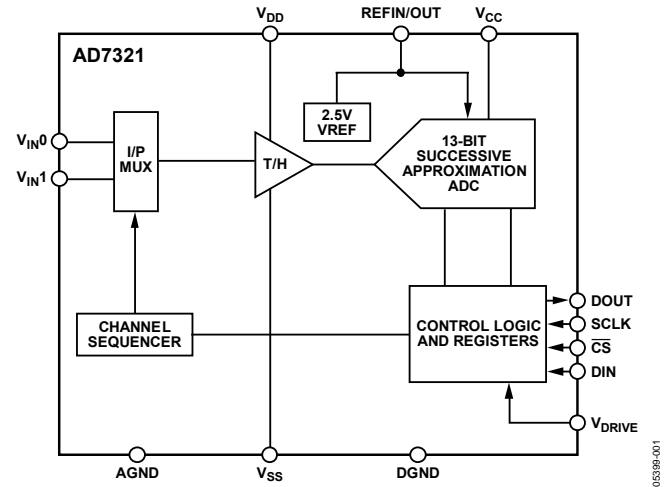 V_DD
REFIN/OUT
V_CC
AD7321
2.5V
VREF
13-BIT
SUCCESSIVE
APPROXIMATION
ADC
V_IN0
V_IN1
I/P
MUX
T/H
CHANNEL
SEQUENCER
CONTROL LOGIC
AND REGISTERS
DOUT
SCLK
C̅S̅
DIN
V_DRIVE
AGND
V_SS
DGND
05399-001